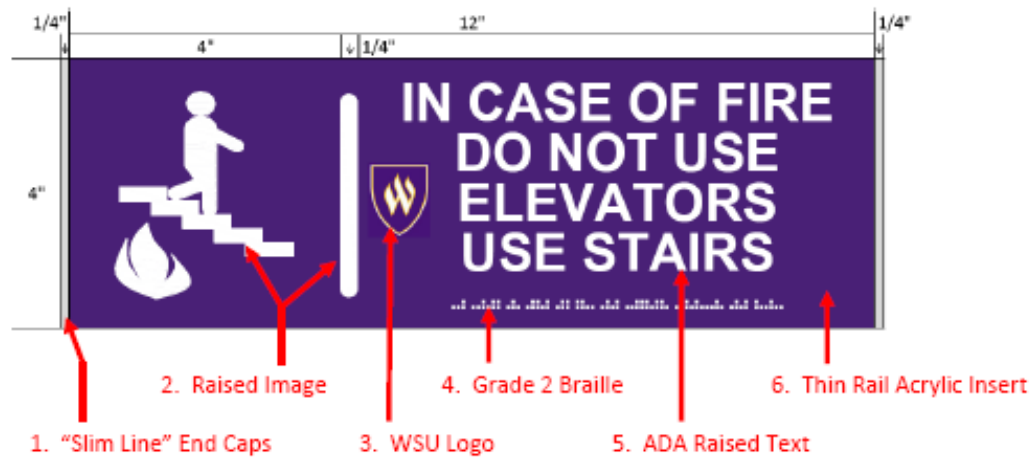 1/4" 12" 1/4"
4" 1/4"
IN CASE OF FIRE
DO NOT USE
ELEVATORS
USE STAIRS
4"
W
2. Raised Image 4. Grade 2 Braille 6. Thin Rail Acrylic Insert
1. “Slim Line” End Caps 3. WSU Logo 5. ADA Raised Text